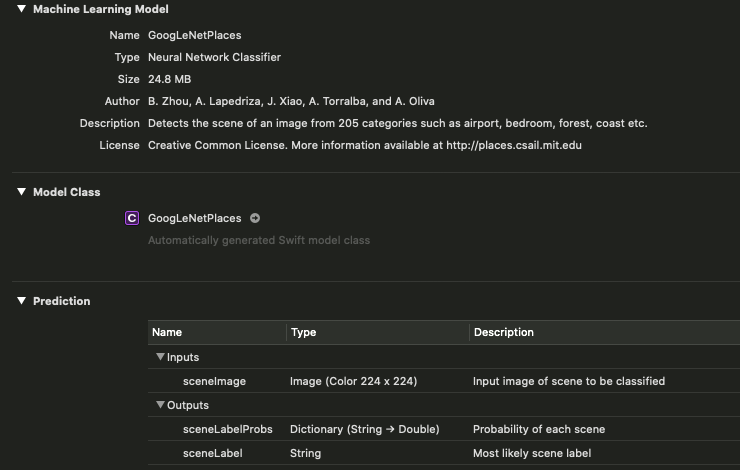 Machine Learning Model
Name GoogLeNetPlaces
Type Neural Network Classifier
Size 24.8 MB
Author B. Zhou, A. Lapedriza, J. Xiao, A. Torralba, and A. Oliva
Description Detects the scene of an image from 205 categories such as airport, bedroom, forest, coast etc.
License Creative Common License. More information available at http://places.csail.mit.edu
Model Class
C GoogLeNetPlaces
Automatically generated Swift model class
Prediction
Name Type Description
Inputs
sceneImage Image (Color 224 x 224) Input image of scene to be classified
Outputs
sceneLabelProbs Dictionary (String → Double) Probability of each scene
sceneLabel String Most likely scene label